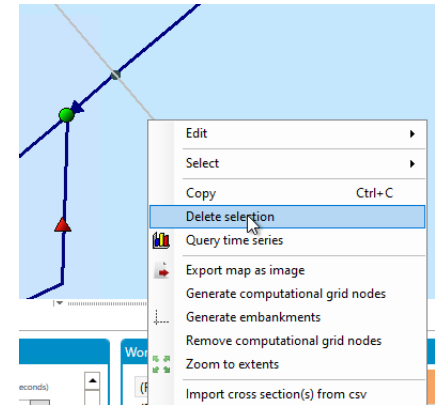 Edit
Select
Copy Ctrl+C
Delete selection
Query time series
Export map as image
Generate computational grid nodes
Generate embankments
Remove computational grid nodes
Zoom to extents
Import cross section(s) from csv
econds)
Wor
(F